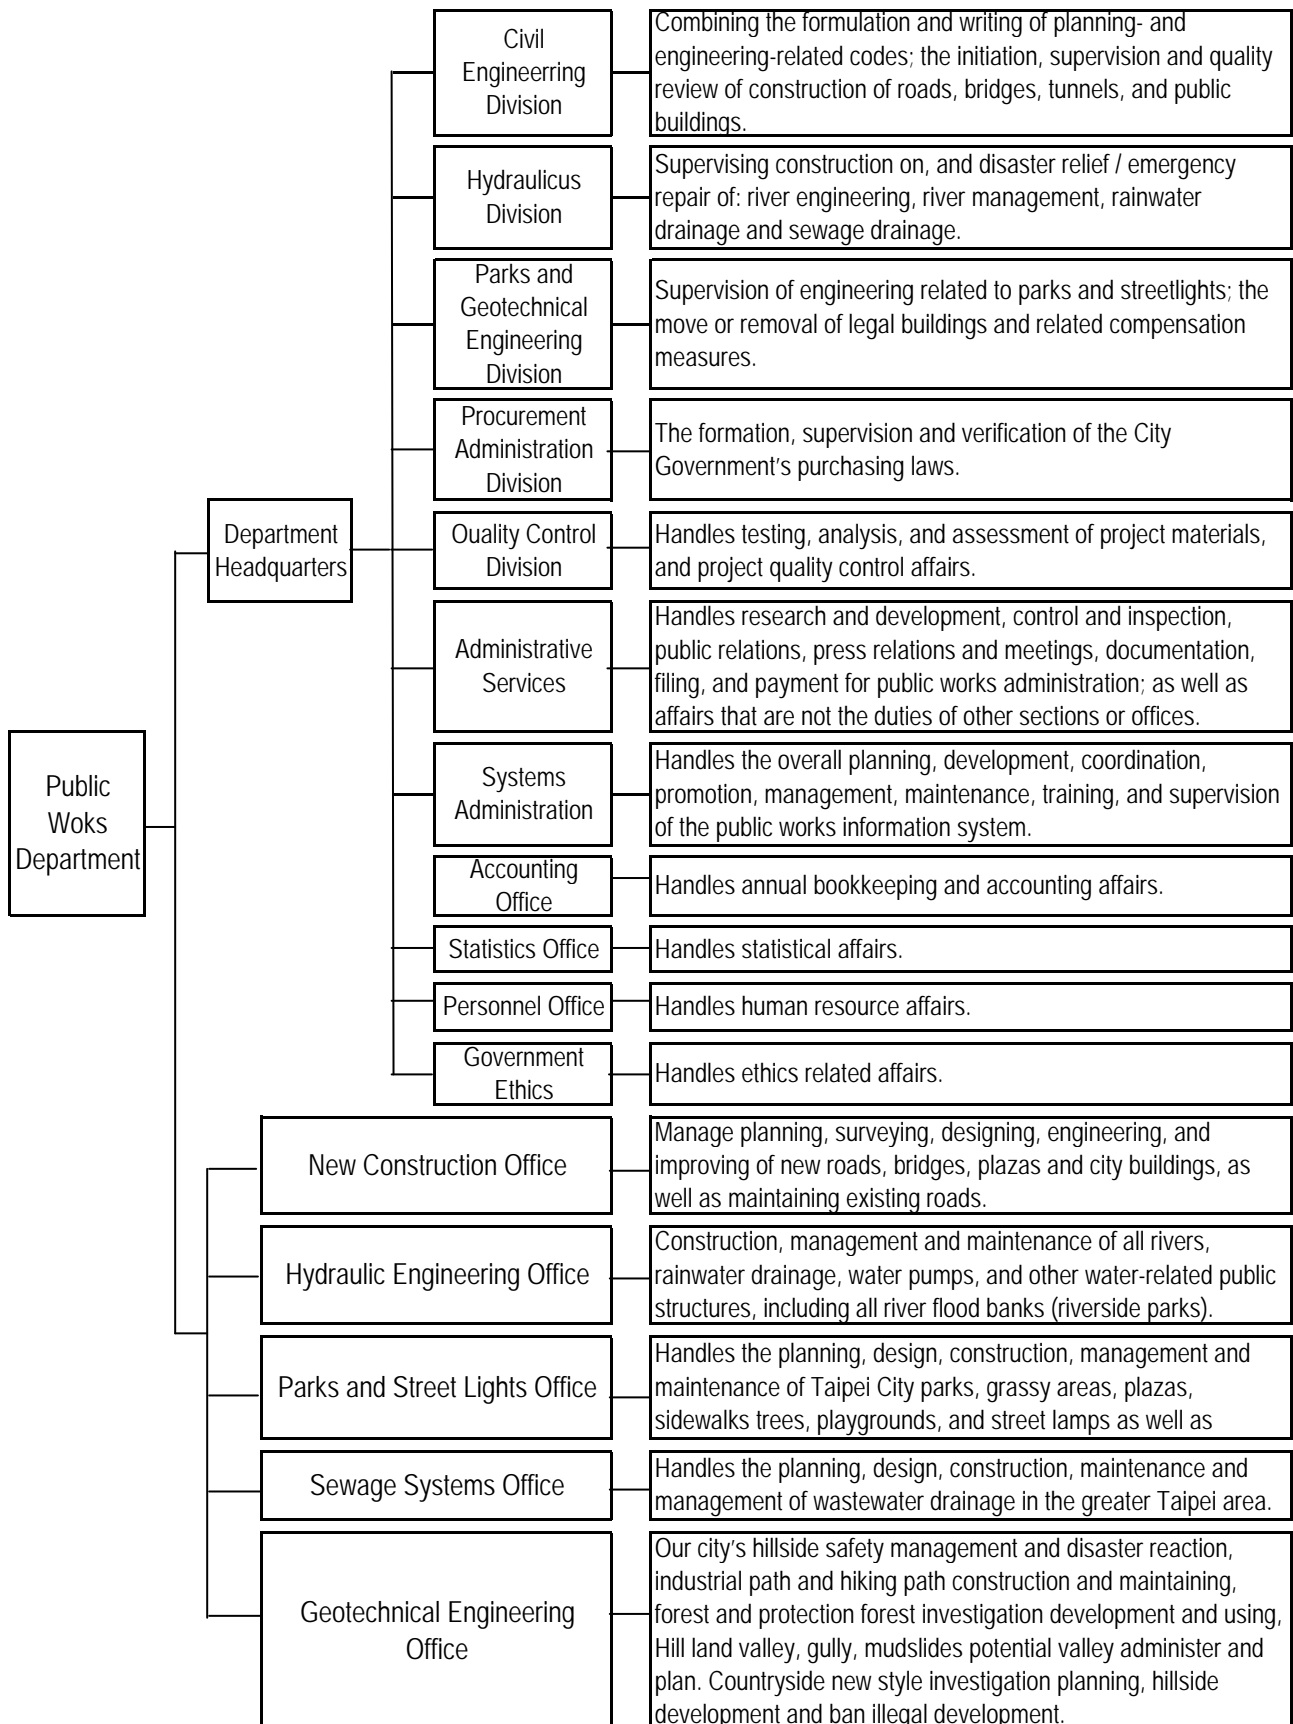 Civil
Engineerring
Division
Combining the formulation and writing of planning- and
engineering-related codes; the initiation, supervision and quality
review of construction of roads, bridges, tunnels, and public
buildings.
Hydraulicus
Division
Supervising construction on, and disaster relief / emergency
repair of: river engineering, river management, rainwater
drainage and sewage drainage.
Parks and
Geotechnical
Engineering
Division
Supervision of engineering related to parks and streetlights; the
move or removal of legal buildings and related compensation
measures.
Procurement
Administration
Division
The formation, supervision and verification of the City
Government's purchasing laws.
Department
Headquarters
Ouality Control
Division
Handles testing, analysis, and assessment of project materials,
and project quality control affairs.
Administrative
Services
Handles research and development, control and inspection,
public relations, press relations and meetings, documentation,
filing, and payment for public works administration; as well as
affairs that are not the duties of other sections or offices.
Public
Woks
Department
Systems
Administration
Handles the overall planning, development, coordination,
promotion, management, maintenance, training, and supervision
of the public works information system.
Accounting
Office
Handles annual bookkeeping and accounting affairs.
Statistics Office
Handles statistical affairs.
Personnel Office
Handles human resource affairs.
Government
Ethics
Handles ethics related affairs.
New Construction Office
Manage planning, surveying, designing, engineering, and
improving of new roads, bridges, plazas and city buildings, as
well as maintaining existing roads.
Hydraulic Engineering Office
Construction, management and maintenance of all rivers,
rainwater drainage, water pumps, and other water-related public
structures, including all river flood banks (riverside parks).
Parks and Street Lights Office
Handles the planning, design, construction, management and
maintenance of Taipei City parks, grassy areas, plazas,
sidewalks trees, playgrounds, and street lamps as well as
Sewage Systems Office
Handles the planning, design, construction, maintenance and
management of wastewater drainage in the greater Taipei area.
Geotechnical Engineering
Office
Our city's hillside safety management and disaster reaction,
industrial path and hiking path construction and maintaining,
forest and protection forest investigation development and using,
Hill land valley, gully, mudslides potential valley administer and
plan. Countryside new style investigation planning, hillside
development and ban illegal development.